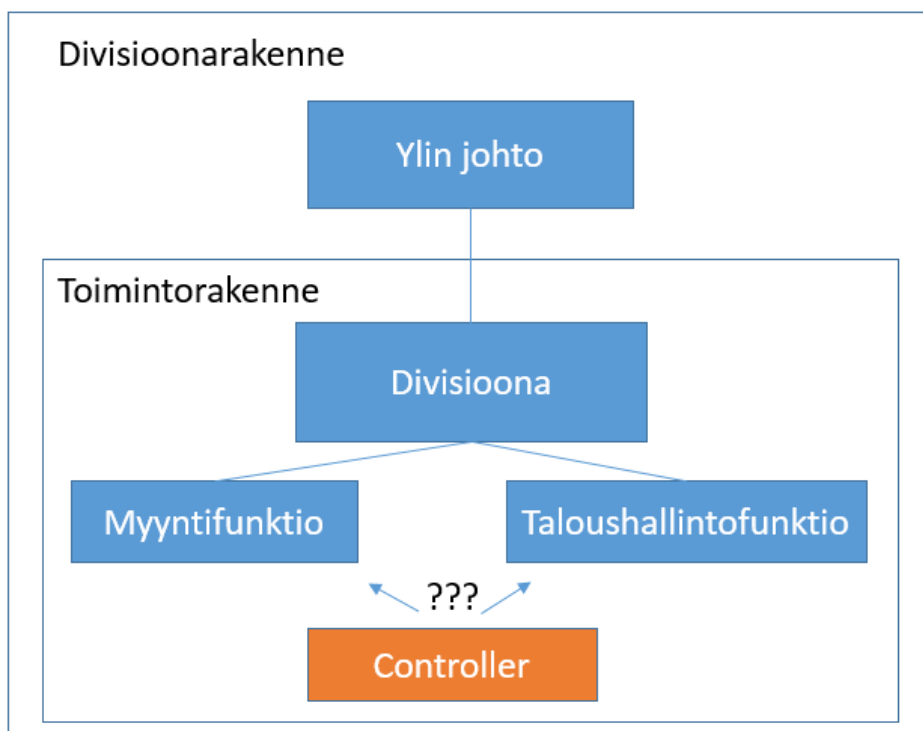 Divisioonarakenne
Ylin johto
Toimintorakenne
Divisioona
Myyntifunktio
Taloushallintofunktio
???
Controller